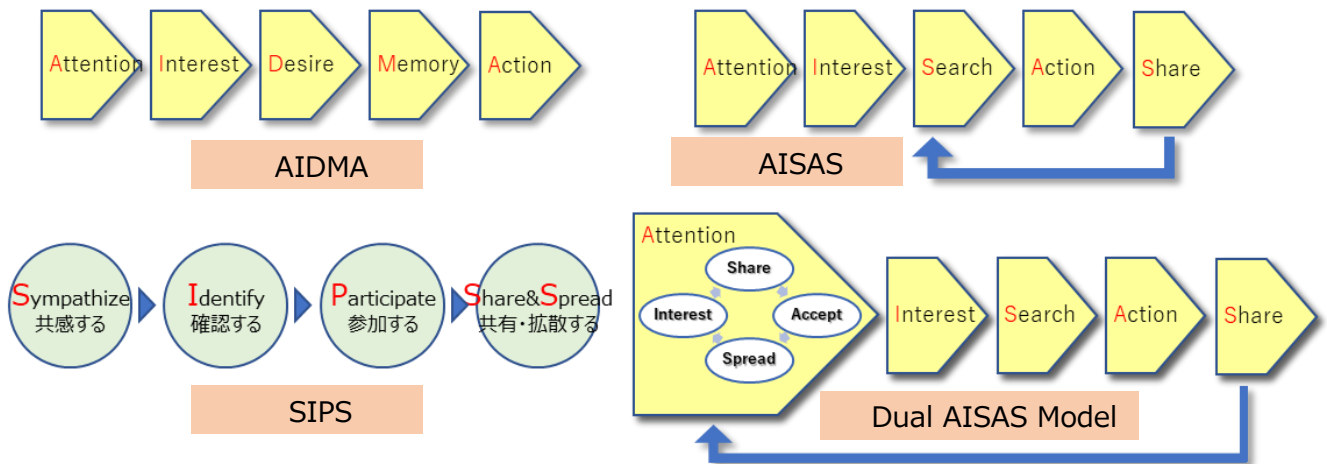 Attention
Interest
Desire
Memory
Action
AIDMA
Attention
Interest
Search
Action
Share
AISAS
Sympathize
共感する
Identify
確認する
Participate
参加する
Share&Spread
共有・拡散する
SIPS
Attention
Share
Interest
Accept
Spread
Interest
Search
Action
Share
Dual AISAS Model